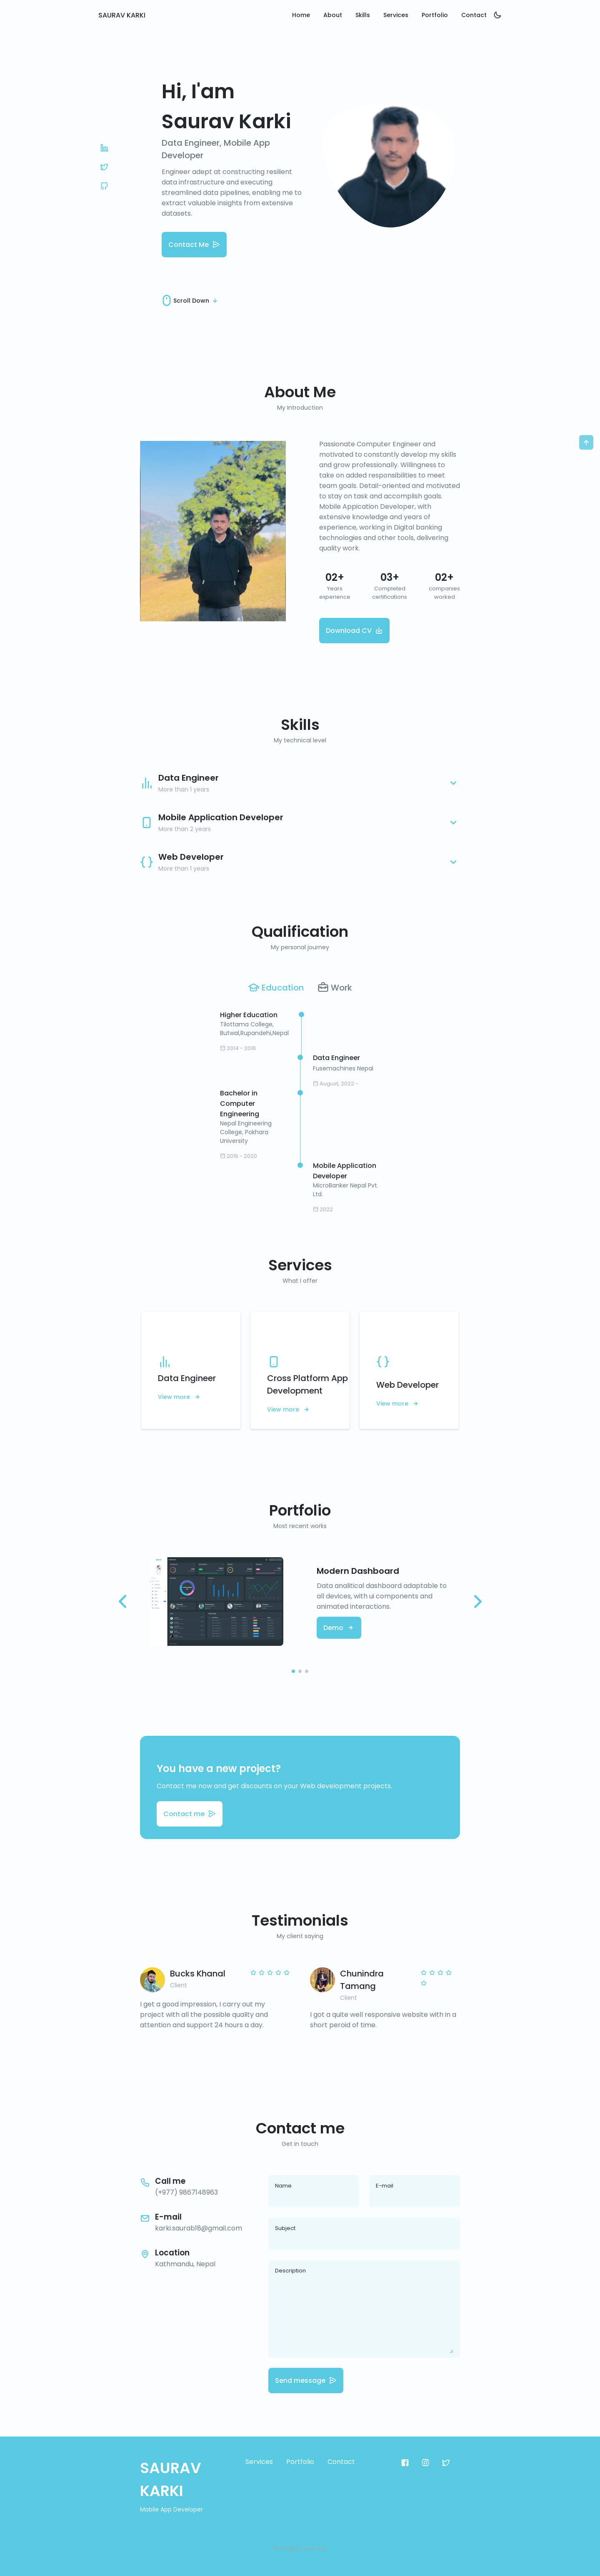 SAURAV KARKI
Home
About
Skills
Services
Portfolio
Contact
Hi, I'am
Saurav Karki
Data Engineer, Mobile App
Developer
Engineer adept at constructing resilient
data infrastructure and executing
streamlined data pipelines, enabling me to
extract valuable insights from extensive
datasets.
Contact Me
Scroll Down
About Me
My Introduction
Passionate Computer Engineer and
motivated to constantly develop my skills
and grow professionally. Willingness to
take on added responsibilities to meet
team goals. Detail-oriented and motivated
to stay on task and accomplish goals.
Mobile Appication Developer, with
extensive knowledge and years of
experience, working in Digital banking
technologies and other tools, delivering
quality work.
02+
Years
experience
03+
Completed
certifications
02+
companies
worked
Download CV
Skills
My technical level
Data Engineer
More than 1 years
Mobile Application Developer
More than 2 years
Web Developer
More than 1 years
Qualification
My personal journey
Education
Work
Higher Education
Tilottama College,
Butwal,Rupandehi,Nepal
2014 - 2016
Data Engineer
Fusemachines Nepal
August, 2022 -
Bachelor in
Computer
Engineering
Nepal Engineering
College, Pokhara
University
2016 - 2020
Mobile Application
Developer
MicroBanker Nepal Pvt.
Ltd.
2022
Services
What I offer
Data Engineer
View more
Cross Platform App
Development
View more
Web Developer
View more
Portfolio
Most recent works
Modern Dashboard
Data analitical dashboard adaptable to
all devices, with ui components and
animated interactions.
Demo
You have a new project?
Contact me now and get discounts on your Web development projects.
Contact me
Testimonials
My client saying
Bucks Khanal
Client
I get a good impression, I carry out my
project with all the possible quality and
attention and support 24 hours a day.
Chunindra
Tamang
Client
I got a quite well responsive website with in a
short peroid of time.
Contact me
Get in touch
Call me
(+977) 9867148963
E-mail
karki.saurab18@gmail.com
Location
Kathmandu, Nepal
Name
E-mail
Subject
Description
Send message
SAURAV
KARKI
Mobile App Developer
Services
Portfolio
Contact